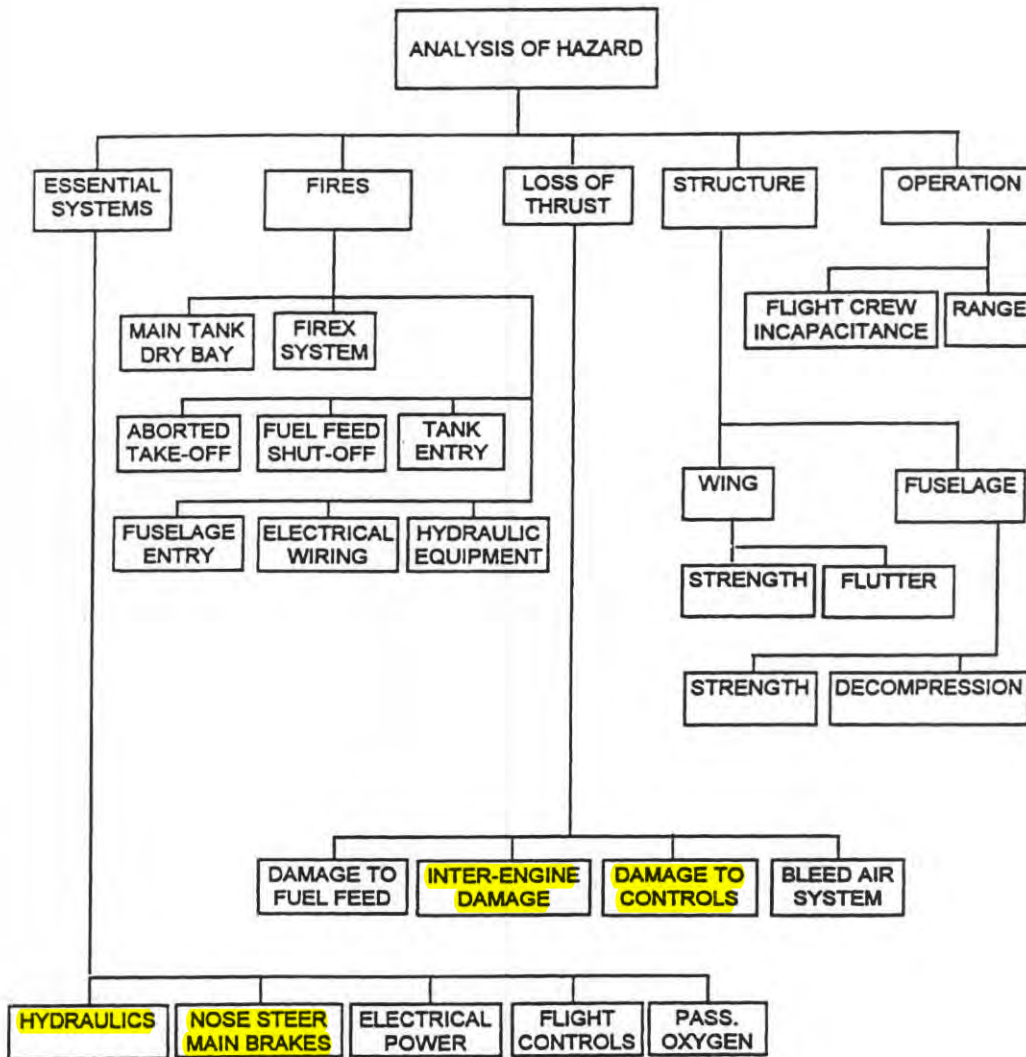 ANALYSIS OF HAZARD
ESSENTIAL
SYSTEMS
FIRES
LOSS OF
THRUST
STRUCTURE
OPERATION
MAIN TANK
DRY BAY
FIREX
SYSTEM
FLIGHT CREW
INCAPACITANCE
RANGE
ABORTED
TAKE-OFF
FUEL FEED
SHUT-OFF
TANK
ENTRY
WING
FUSELAGE
FUSELAGE
ENTRY
ELECTRICAL
WIRING
HYDRAULIC
EQUIPMENT
STRENGTH
FLUTTER
STRENGTH
DECOMPRESSION
DAMAGE TO
FUEL FEED
INTER-ENGINE
DAMAGE
DAMAGE TO
CONTROLS
BLEED AIR
SYSTEM
HYDRAULICS
NOSE STEER
MAIN BRAKES
ELECTRICAL
POWER
FLIGHT
CONTROLS
PASS.
OXYGEN